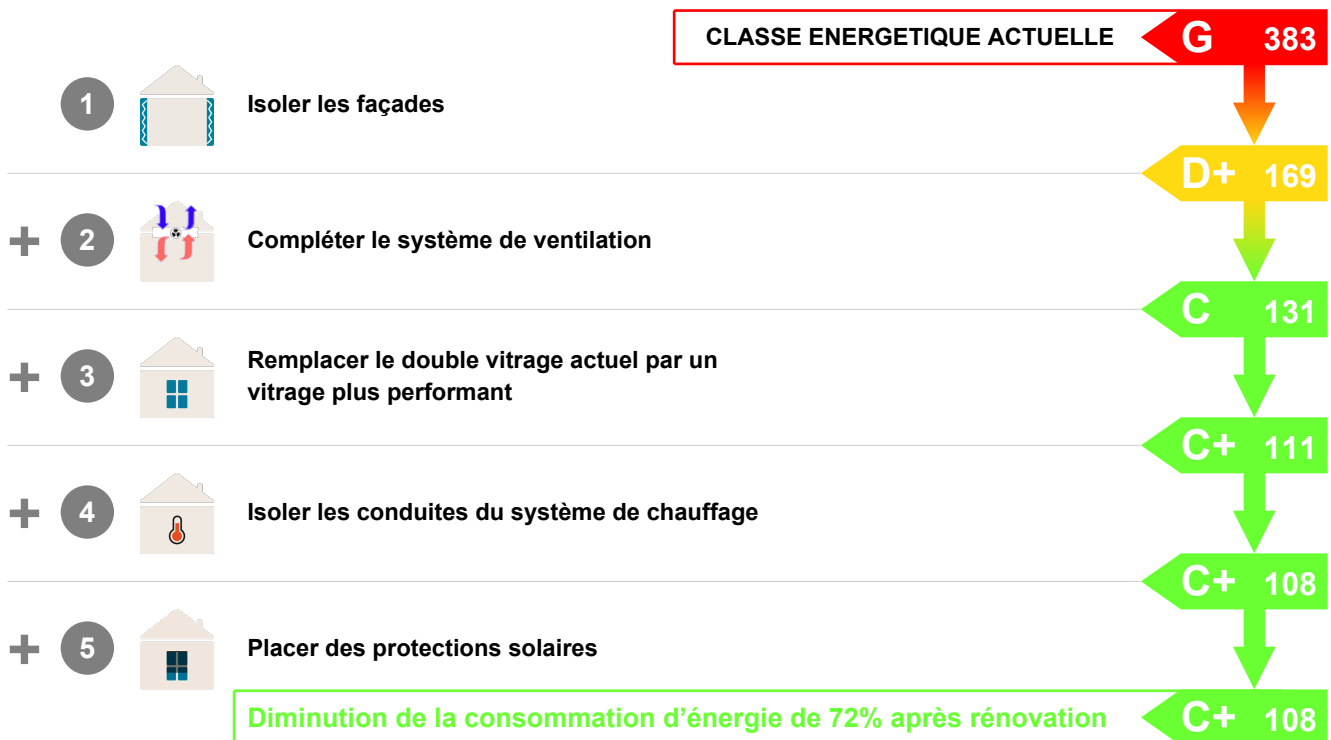 CLASSE ENERGETIQUE ACTUELLE G 383
1 Isoler les façades
D+ 169
+ 2 Compléter le système de ventilation
C 131
+ 3 Remplacer le double vitrage actuel par un
vitrage plus performant
C+ 111
+ 4 Isoler les conduites du système de chauffage
C+ 108
+ 5 Placer des protections solaires
Diminution de la consommation d’énergie de 72% après rénovation C+ 108